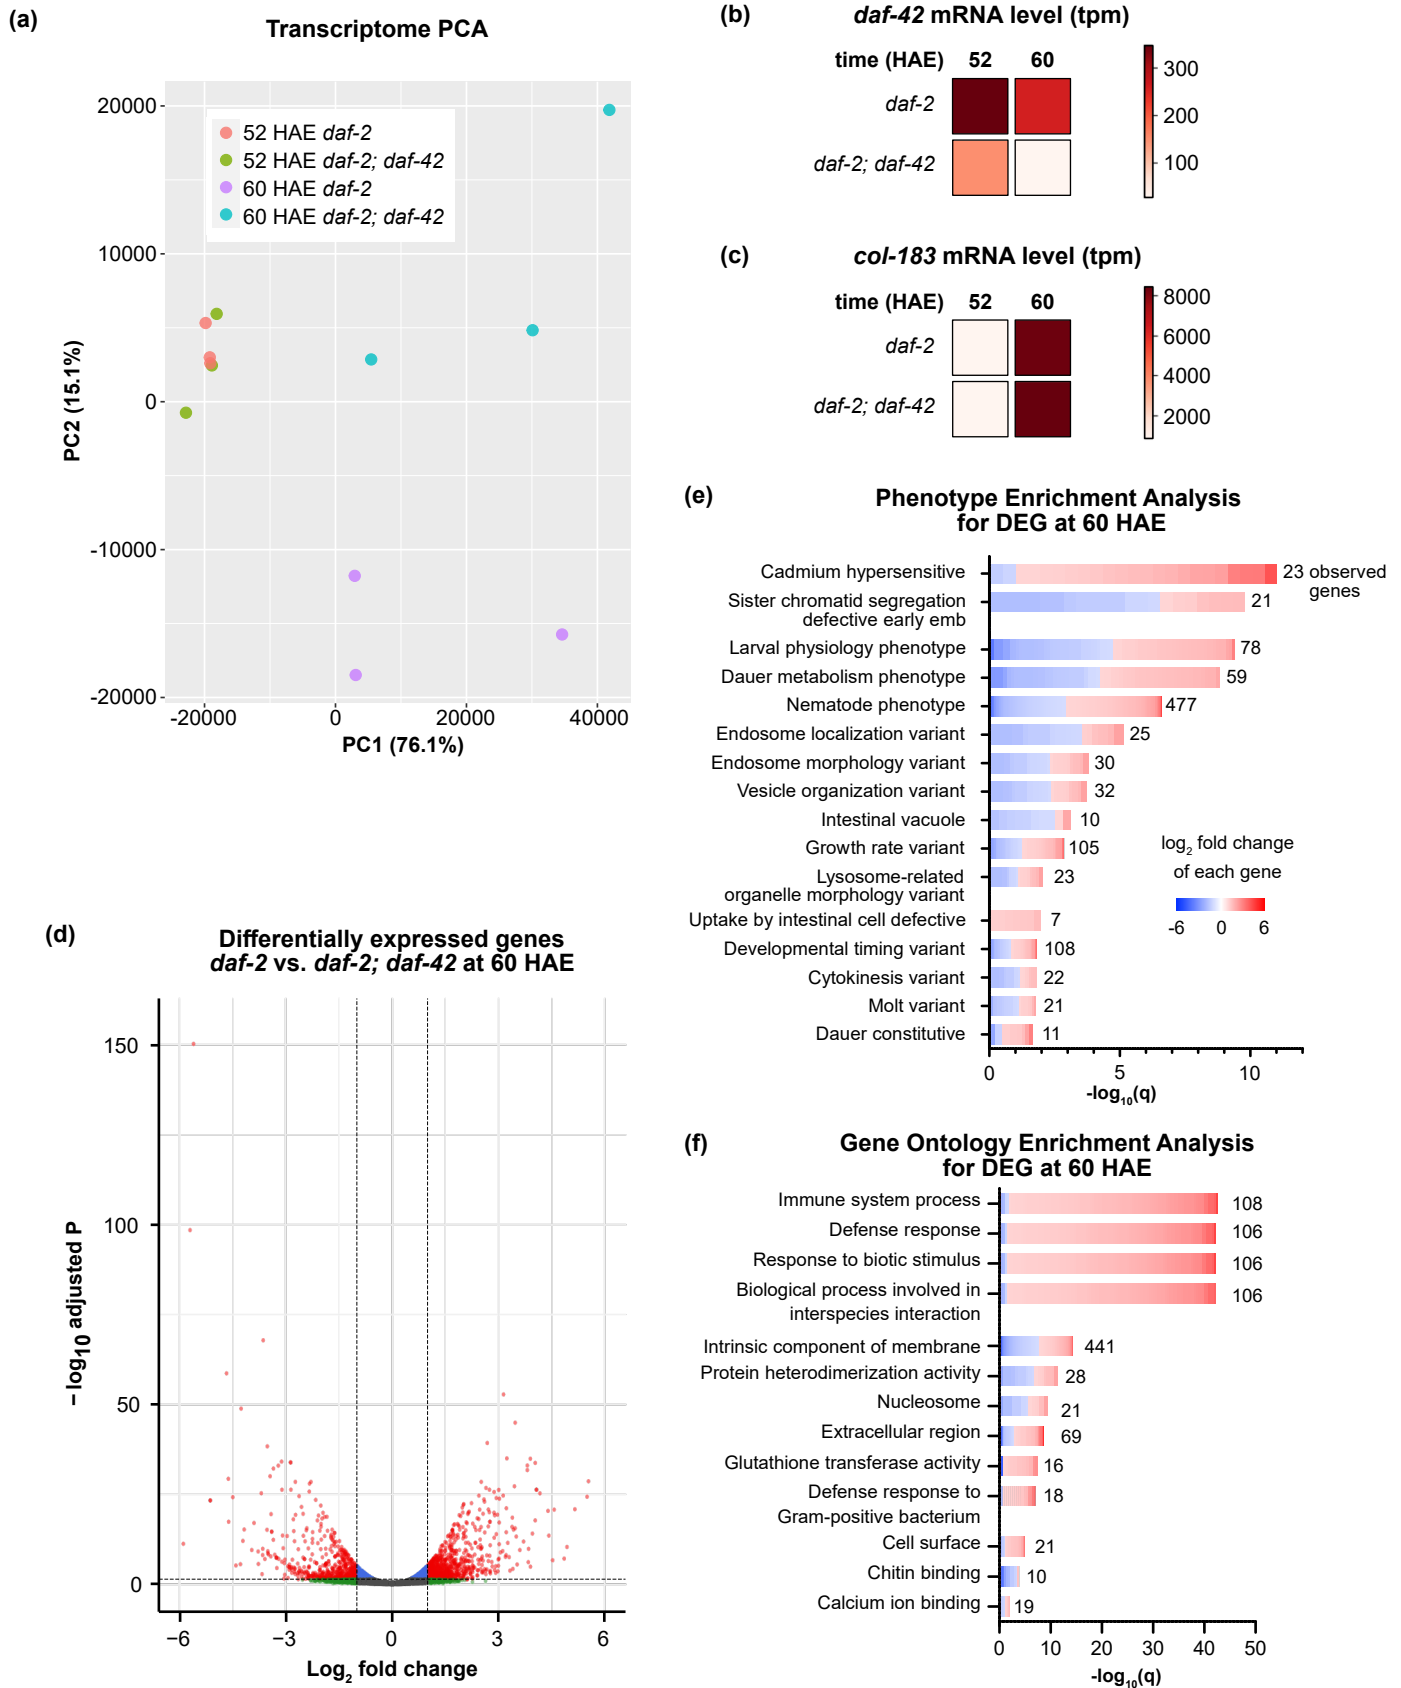 (a)
Transcriptome PCA
20000
10000
0
-10000
-20000
-20000
0
20000
40000
PC2 (15.1%)
PC1 (76.1%)
52 HAE daf-2
52 HAE daf-2; daf-42
60 HAE daf-2
60 HAE daf-2; daf-42
(b)
daf-42 mRNA level (tpm)
time (HAE) 52 60
daf-2
daf-2; daf-42
300
200
100
(c)
col-183 mRNA level (tpm)
time (HAE) 52 60
daf-2
daf-2; daf-42
8000
6000
4000
2000
(d)
Differentially expressed genes
daf-2 vs. daf-2; daf-42 at 60 HAE
150
100
50
0
−6
−3
0
3
6
−log10 adjusted P
Log2 fold change
(e)
Phenotype Enrichment Analysis
for DEG at 60 HAE
Cadmium hypersensitive 23 observed
genes
Sister chromatid segregation 21
defective early emb
Larval physiology phenotype 78
Dauer metabolism phenotype 59
Nematode phenotype 477
Endosome localization variant 25
Endosome morphology variant 30
Vesicle organization variant 32
Intestinal vacuole 10
Growth rate variant 105
Lysosome-related 23
organelle morphology variant
Uptake by intestinal cell defective 7
Developmental timing variant 108
Cytokinesis variant 22
Molt variant 21
Dauer constitutive 11
0
5
10
-log10(q)
log2 fold change
of each gene
-6 0 6
(f)
Gene Ontology Enrichment Analysis
for DEG at 60 HAE
Immune system process 108
Defense response 106
Response to biotic stimulus 106
Biological process involved in 106
interspecies interaction
Intrinsic component of membrane 441
Protein heterodimerization activity 28
Nucleosome 21
Extracellular region 69
Glutathione transferase activity 16
Defense response to 18
Gram-positive bacterium
Cell surface 21
Chitin binding 10
Calcium ion binding 19
0 10 20 30 40 50
-log10(q)